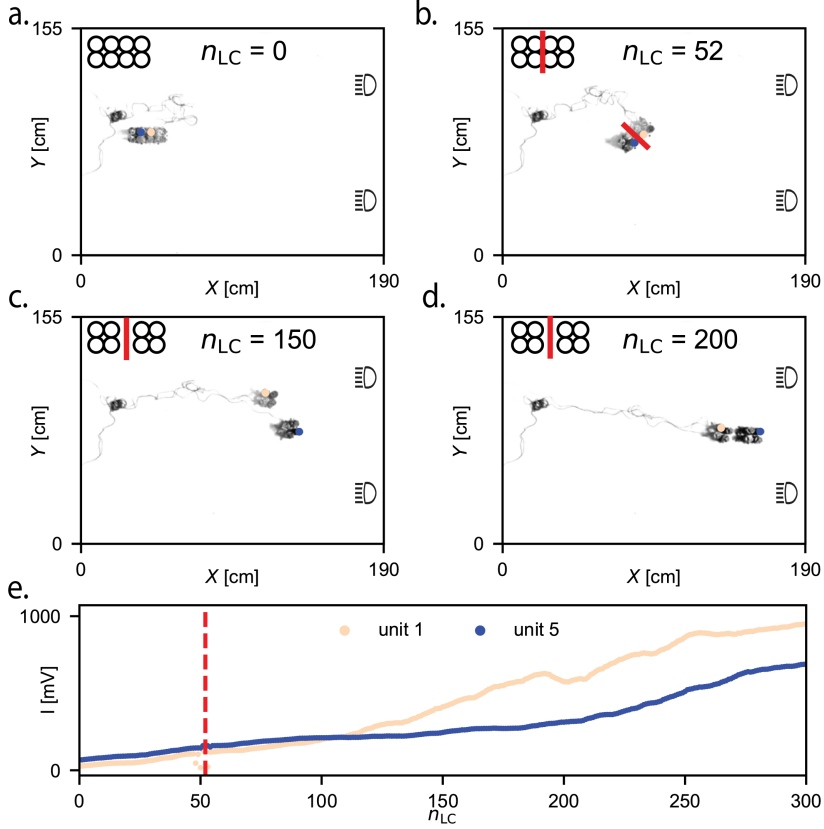 a.
155
n_LC = 0
Y [cm]
0
0
X [cm]
190
b.
155
n_LC = 52
Y [cm]
0
0
X [cm]
190
c.
155
n_LC = 150
Y [cm]
0
0
X [cm]
190
d.
155
n_LC = 200
Y [cm]
0
0
X [cm]
190
e.
1000
unit 1
unit 5
I [mV]
0
0
50
100
150
200
250
300
n_LC